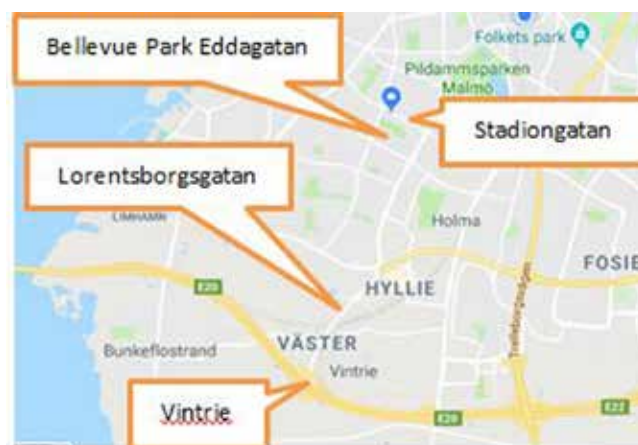 Bellevue Park Eddagatan
Folkets park
Pildammsparken
Malmö
Stadiongatan
Lorentsborgsgatan
LIMHAMN
Holma
FOSIE
E20
HYLLIE
Trelleborgsvägen
VÄSTER
Bunkeflostrand
Vintrie
Vintrie
E20
E22